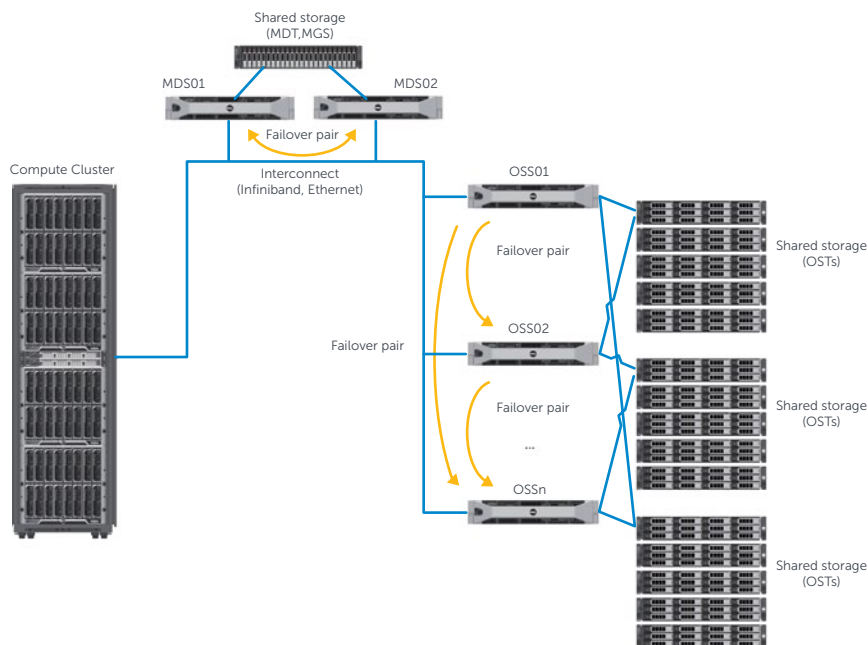 Shared storage
(MDT,MGS)
MDS01
MDS02
Failover pair
Compute Cluster
Interconnect
(Infiniband, Ethernet)
OSS01
Shared storage
(OSTs)
Failover pair
OSS02
Failover pair
Shared storage
(OSTs)
Failover pair
...
OSSn
Shared storage
(OSTs)